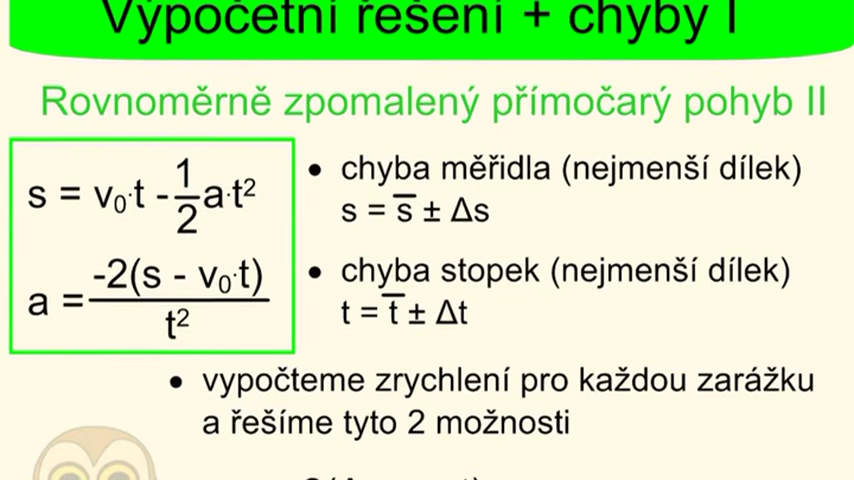 Výpočetní řešení + chyby I
Rovnoměrně zpomalený přímočarý pohyb II
s = v₀·t - 1/2 a·t²
a = -2(s - v₀·t) / t²
• chyba měřidla (nejmenší dílek)
s = s̅ ± Δs
• chyba stopek (nejmenší dílek)
t = t̅ ± Δt
• vypočteme zrychlení pro každou zarážku
a řešíme tyto 2 možnosti